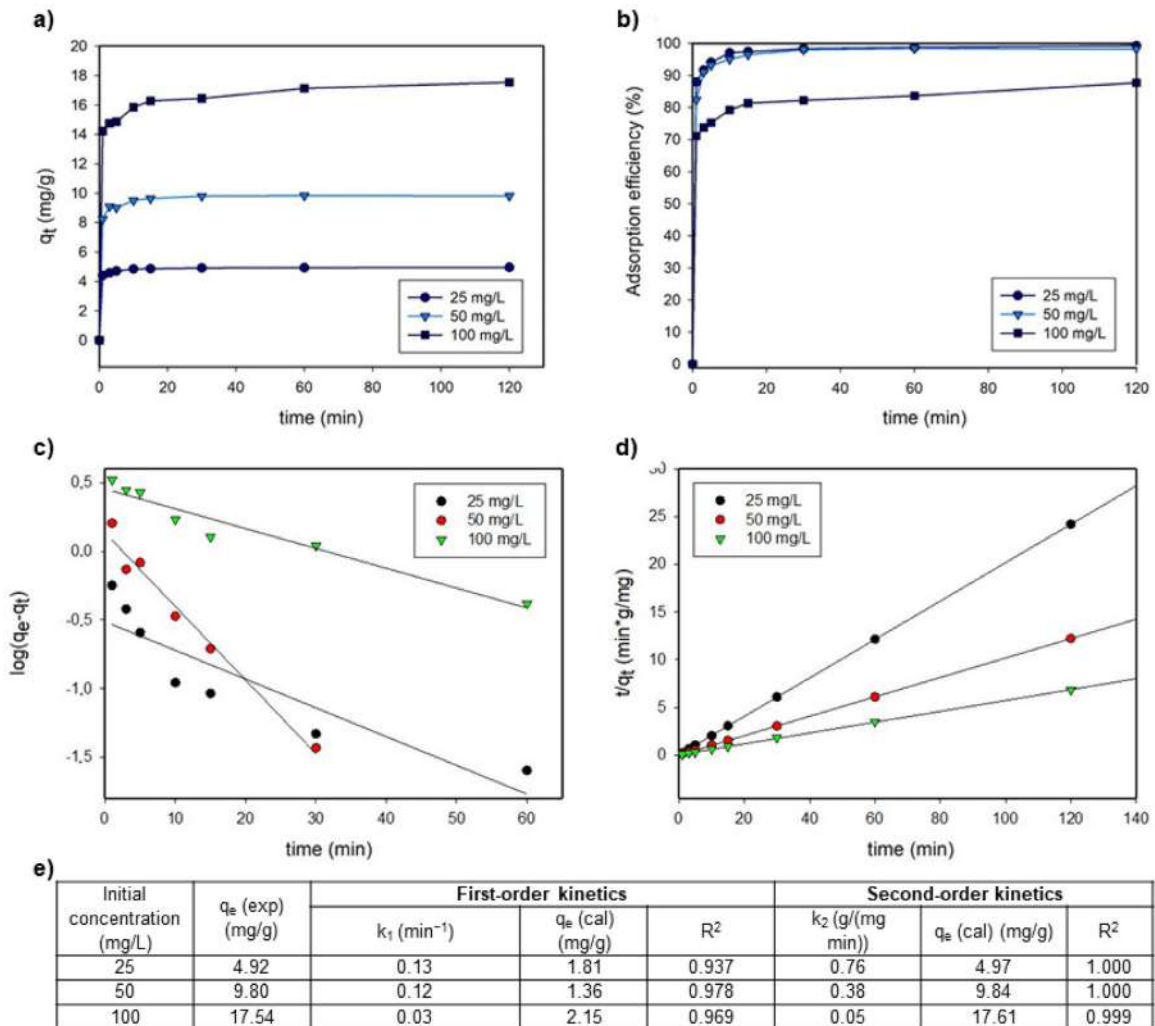 a)
20
18
16
14
12
10
8
6
4
2
0
qt (mg/g)
25 mg/L
50 mg/L
100 mg/L
0 20 40 60 80 100 120
time (min)
b)
100
90
80
70
60
50
40
30
20
10
0
Adsorption efficiency (%)
25 mg/L
50 mg/L
100 mg/L
0 20 40 60 80 100 120
time (min)
c)
0,5
0,0
-0,5
-1,0
-1,5
log(qe-qt)
25 mg/L
50 mg/L
100 mg/L
0 10 20 30 40 50 60
time (min)
d)
30
25
20
15
10
5
0
t/qt (min*g/mg)
25 mg/L
50 mg/L
100 mg/L
0 20 40 60 80 100 120 140
time (min)
e)
Initial concentration (mg/L) qe (exp) (mg/g) First-order kinetics Second-order kinetics
k1 (min⁻¹) qe (cal) (mg/g) R² k2 (g/(mg min)) qe (cal) (mg/g) R²
25 4.92 0.13 1.81 0.937 0.76 4.97 1.000
50 9.80 0.12 1.36 0.978 0.38 9.84 1.000
100 17.54 0.03 2.15 0.969 0.05 17.61 0.999